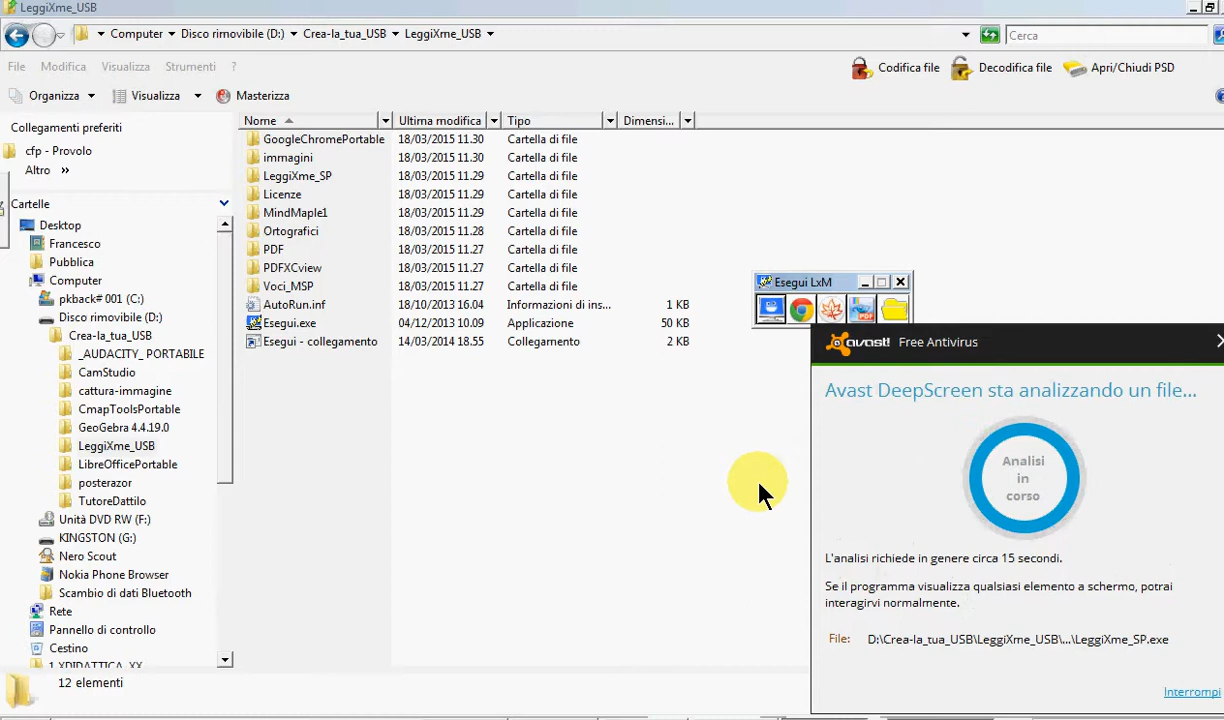 LeggiXme_USB
Computer Disco rimovibile (D:) Crea-la_tua_USB LeggiXme_USB
Cerca
File Modifica Visualizza Strumenti ?
Codifica file Decodifica file Apri/Chiudi PSD
Organizza Visualizza Masterizza
Collegamenti preferiti
cfp - Provolo
Altro »
Cartelle
Desktop
Francesco
Pubblica
Computer
pkback# 001 (C:)
Disco rimovibile (D:)
Crea-la_tua_USB
_AUDACITY_PORTABILE
CamStudio
cattura-immagine
CmapToolsPortable
GeoGebra 4.4.19.0
LeggiXme_USB
LibreOfficePortable
posterazor
TutoreDattilo
Unità DVD RW (F:)
KINGSTON (G:)
Nero Scout
Nokia Phone Browser
Scambio di dati Bluetooth
Rete
Pannello di controllo
Cestino
1 XDIDATTICA_XX
Nome Ultima modifica Tipo Dimensi...
GoogleChromePortable 18/03/2015 11.30 Cartella di file
immagini 18/03/2015 11.30 Cartella di file
LeggiXme_SP 18/03/2015 11.29 Cartella di file
Licenze 18/03/2015 11.29 Cartella di file
MindMaple1 18/03/2015 11.29 Cartella di file
Ortografici 18/03/2015 11.28 Cartella di file
PDF 18/03/2015 11.27 Cartella di file
PDFXCview 18/03/2015 11.27 Cartella di file
Voci_MSP 18/03/2015 11.27 Cartella di file
AutoRun.inf 18/10/2013 16.04 Informazioni di ins... 1 KB
Esegui.exe 04/12/2013 10.09 Applicazione 50 KB
Esegui - collegamento 14/03/2014 18.55 Collegamento 2 KB
Esegui LxM
PDF
avast! Free Antivirus
Avast DeepScreen sta analizzando un file...
Analisi
in
corso
L'analisi richiede in genere circa 15 secondi.
Se il programma visualizza qualsiasi elemento a schermo, potrai
interagirvi normalmente.
File: D:\Crea-la_tua_USB\LeggiXme_USB\...\LeggiXme_SP.exe
Interrompi
12 elementi